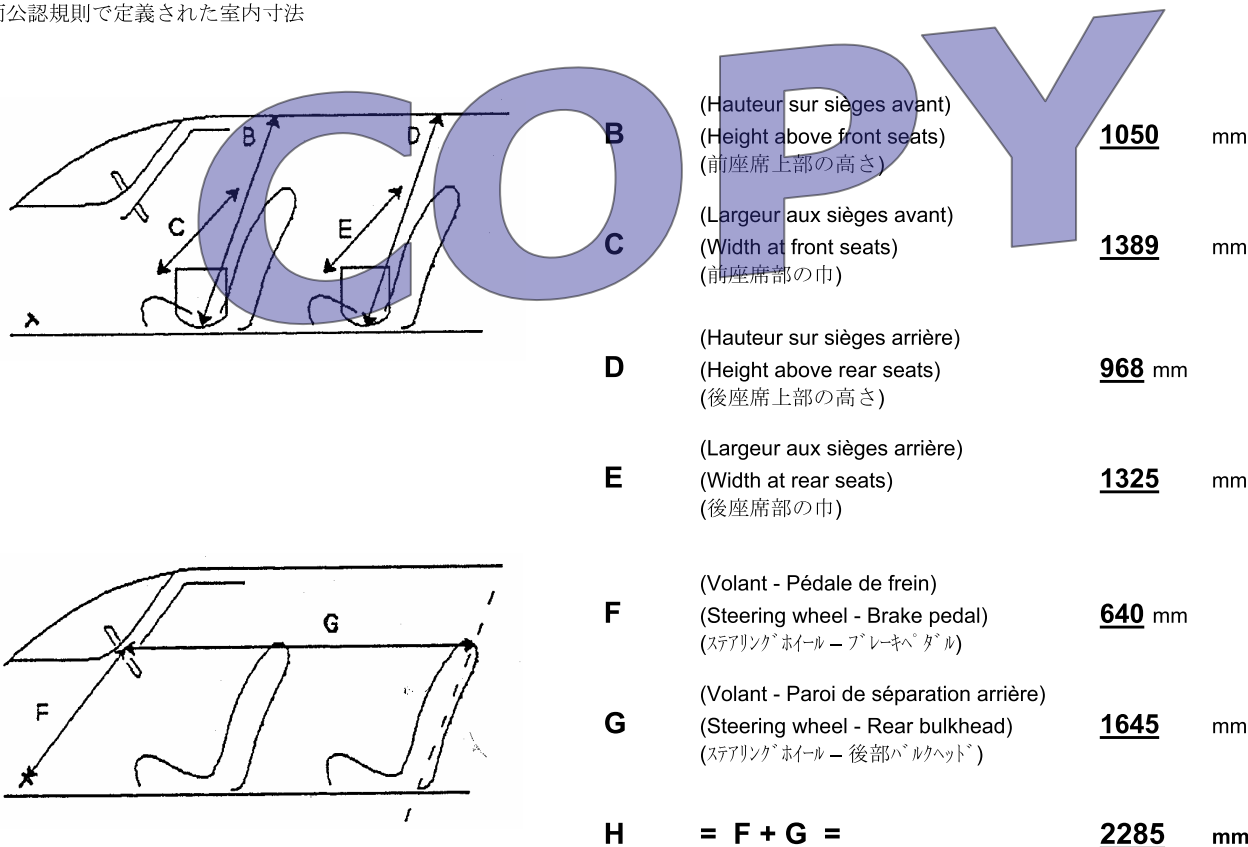 公認規則で定義された室内寸法
COPY
B
D
C
E
(Hauteur sur sièges avant)
B (Height above front seats) 1050 mm
(前座席上部の高さ)
(Largeur aux sièges avant)
C (Width at front seats) 1389 mm
(前座席部の巾)
(Hauteur sur sièges arrière)
D (Height above rear seats) 968 mm
(後座席上部の高さ)
(Largeur aux sièges arrière)
E (Width at rear seats) 1325 mm
(後座席部の巾)
G
F
(Volant - Pédale de frein)
F (Steering wheel - Brake pedal) 640 mm
(ｽﾃｱﾘﾝｸﾞﾎｲｰﾙ – ﾌﾞﾚｰｷﾍﾟﾀﾞﾙ)
(Volant - Paroi de séparation arrière)
G (Steering wheel - Rear bulkhead) 1645 mm
(ｽﾃｱﾘﾝｸﾞﾎｲｰﾙ – 後部ﾊﾞﾙｸﾍｯﾄﾞ)
H = F + G = 2285 mm